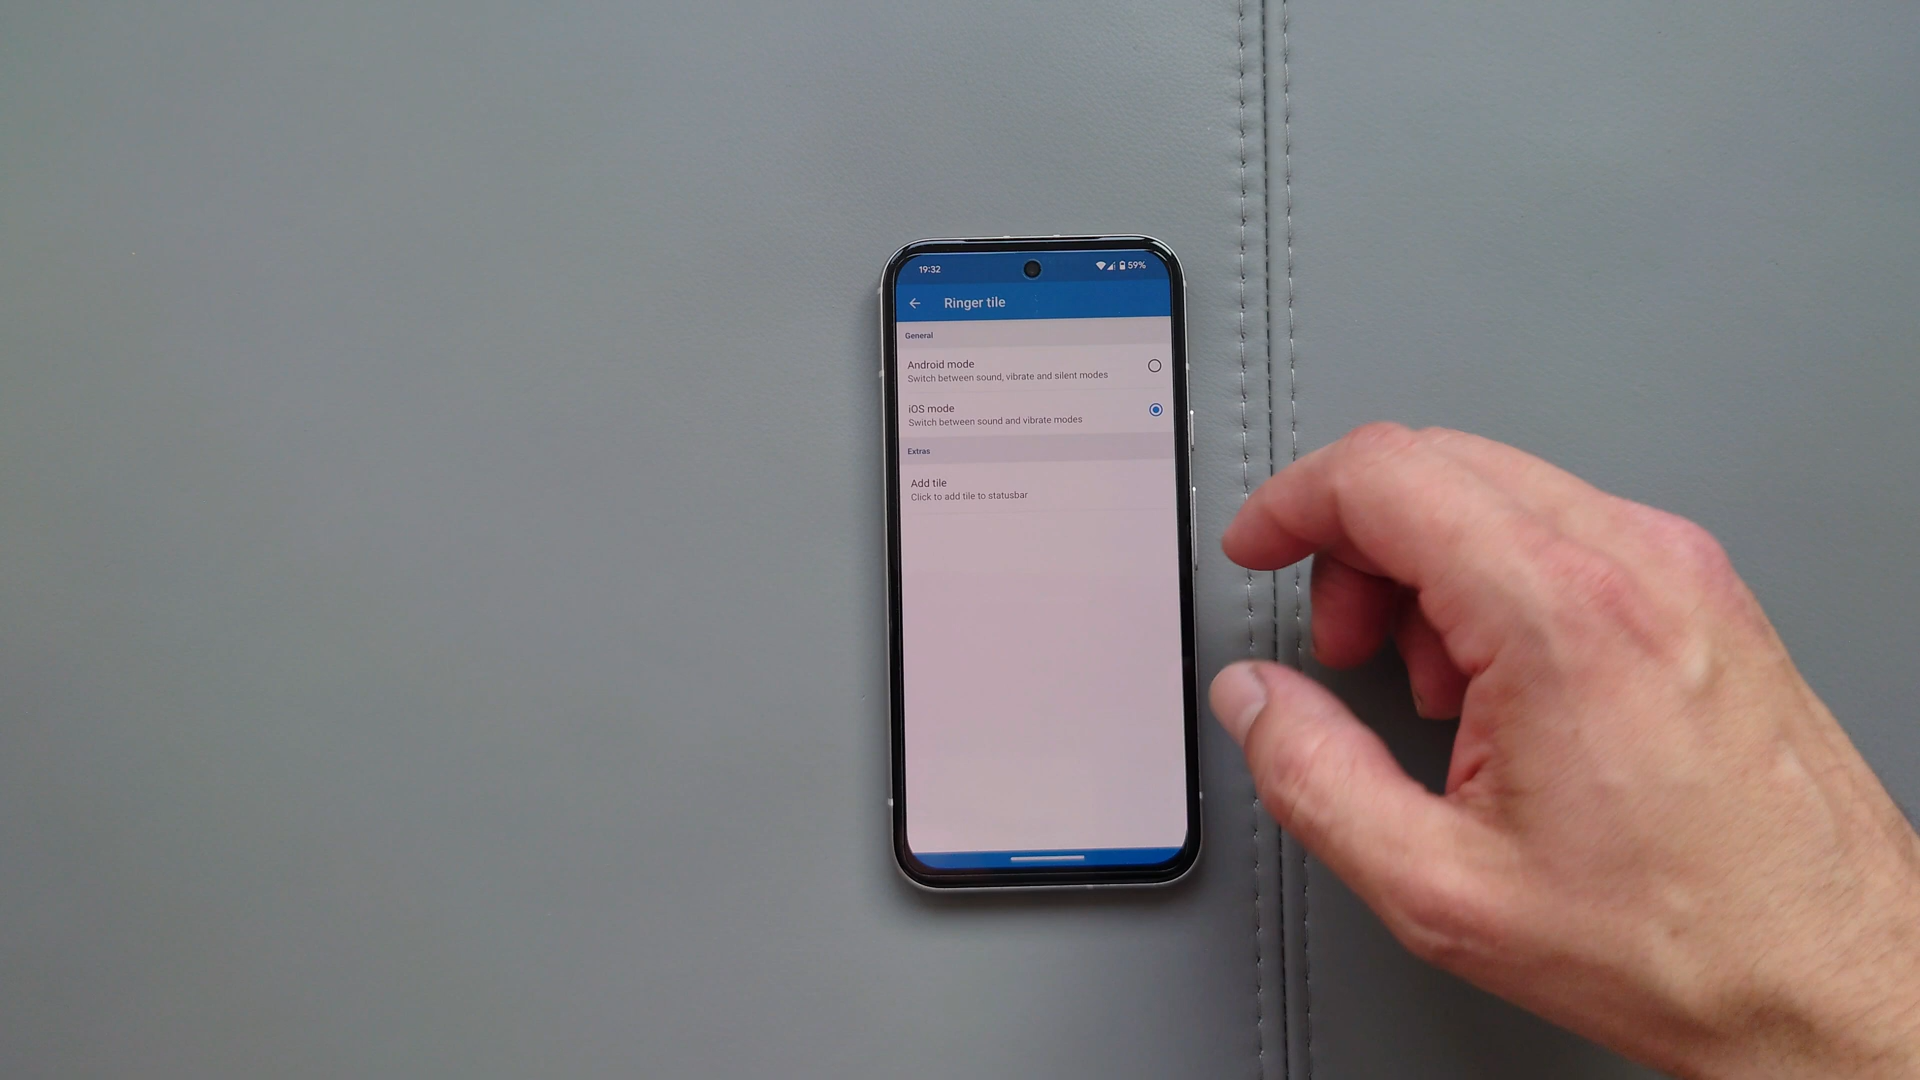 19:32
59%
Ringer tile
General
Android mode
Switch between sound, vibrate and silent modes
iOS mode
Switch between sound and vibrate modes
Extras
Add tile
Click to add tile to statusbar